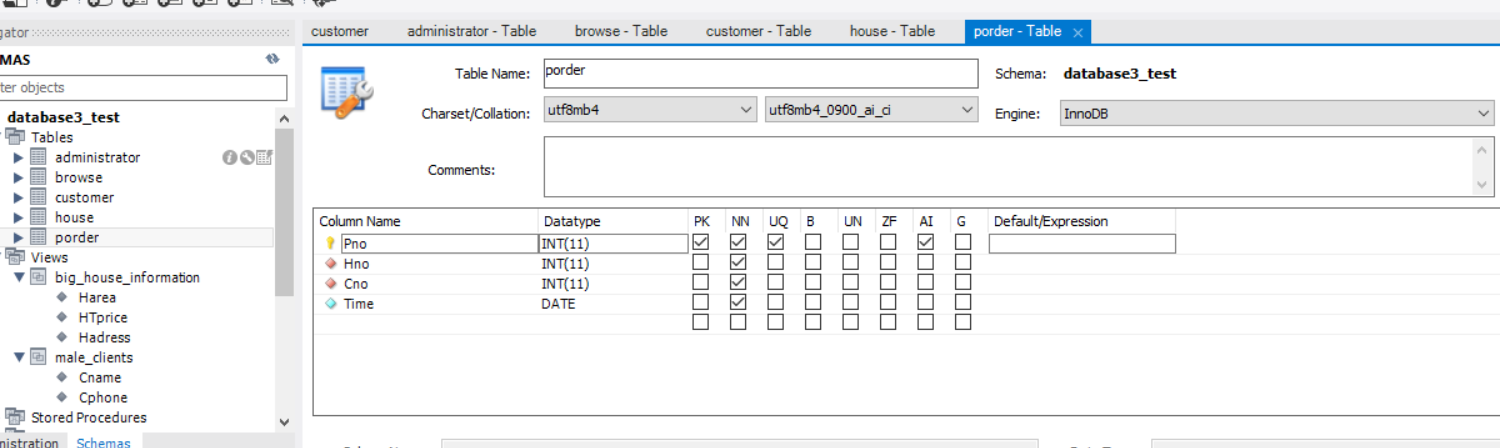 customer administrator - Table browse - Table customer - Table house - Table porder - Table ×
gator
MAS
ter objects
database3_test
Tables
administrator
browse
customer
house
porder
Views
big_house_information
Harea
HTprice
Hadress
male_clients
Cname
Cphone
Stored Procedures
nistration Schemas
Table Name: porder Schema: database3_test
Charset/Collation: utf8mb4 utf8mb4_0900_ai_ci Engine: InnoDB
Comments:
Column Name Datatype PK NN UQ B UN ZF AI G Default/Expression
Pno INT(11)
Hno INT(11)
Cno INT(11)
Time DATE